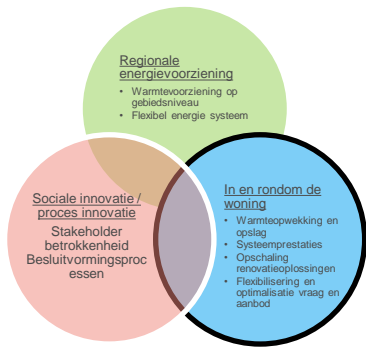 Regionale
energievoorziening
• Warmtevoorziening op
gebiedsniveau
• Flexibel energie systeem
Sociale innovatie /
proces innovatie
Stakeholder
betrokkenheid
Besluitvormingsproc
essen
In en rondom de
woning
• Warmteopwekking en
opslag
• Systeemprestaties
• Opschaling
renovatieoplossingen
• Flexibilisering en
optimalisatie vraag en
aanbod